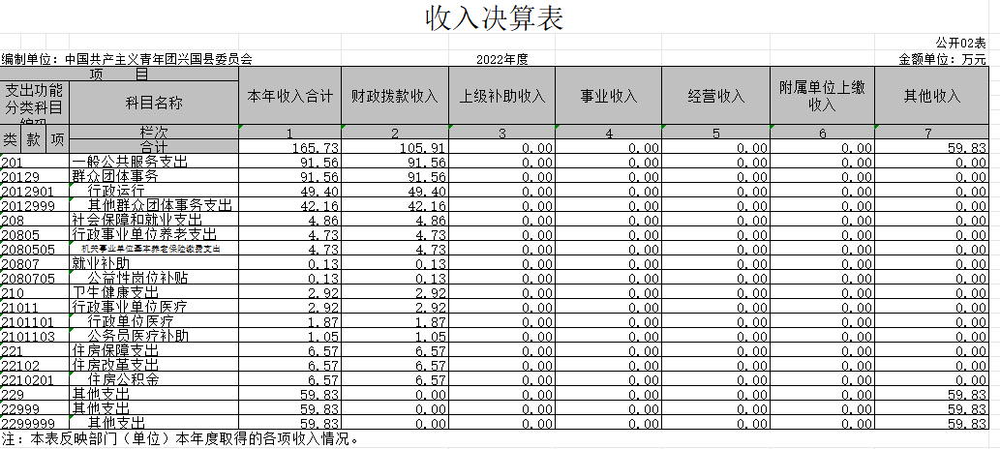 收入决算表
公开02表
编制单位：中国共产主义青年团兴国县委员会 2022年度 金额单位：万元
项 目 本年收入合计 财政拨款收入 上级补助收入 事业收入 经营收入 附属单位上缴收入 其他收入
支出功能分类科目编码 科目名称
类 款 项 栏次 1 2 3 4 5 6 7
合计 165.73 105.91 0.00 0.00 0.00 0.00 59.83
201 一般公共服务支出 91.56 91.56 0.00 0.00 0.00 0.00 0.00
20129 群众团体事务 91.56 91.56 0.00 0.00 0.00 0.00 0.00
2012901 行政运行 49.40 49.40 0.00 0.00 0.00 0.00 0.00
2012999 其他群众团体事务支出 42.16 42.16 0.00 0.00 0.00 0.00 0.00
208 社会保障和就业支出 4.86 4.86 0.00 0.00 0.00 0.00 0.00
20805 行政事业单位养老支出 4.73 4.73 0.00 0.00 0.00 0.00 0.00
2080505 机关事业单位基本养老保险缴费支出 4.73 4.73 0.00 0.00 0.00 0.00 0.00
20807 就业补助 0.13 0.13 0.00 0.00 0.00 0.00 0.00
2080705 公益性岗位补贴 0.13 0.13 0.00 0.00 0.00 0.00 0.00
210 卫生健康支出 2.92 2.92 0.00 0.00 0.00 0.00 0.00
21011 行政事业单位医疗 2.92 2.92 0.00 0.00 0.00 0.00 0.00
2101101 行政单位医疗 1.87 1.87 0.00 0.00 0.00 0.00 0.00
2101103 公务员医疗补助 1.05 1.05 0.00 0.00 0.00 0.00 0.00
221 住房保障支出 6.57 6.57 0.00 0.00 0.00 0.00 0.00
22102 住房改革支出 6.57 6.57 0.00 0.00 0.00 0.00 0.00
2210201 住房公积金 6.57 6.57 0.00 0.00 0.00 0.00 0.00
229 其他支出 59.83 0.00 0.00 0.00 0.00 0.00 59.83
22999 其他支出 59.83 0.00 0.00 0.00 0.00 0.00 59.83
2299999 其他支出 59.83 0.00 0.00 0.00 0.00 0.00 59.83
注：本表反映部门（单位）本年度取得的各项收入情况。